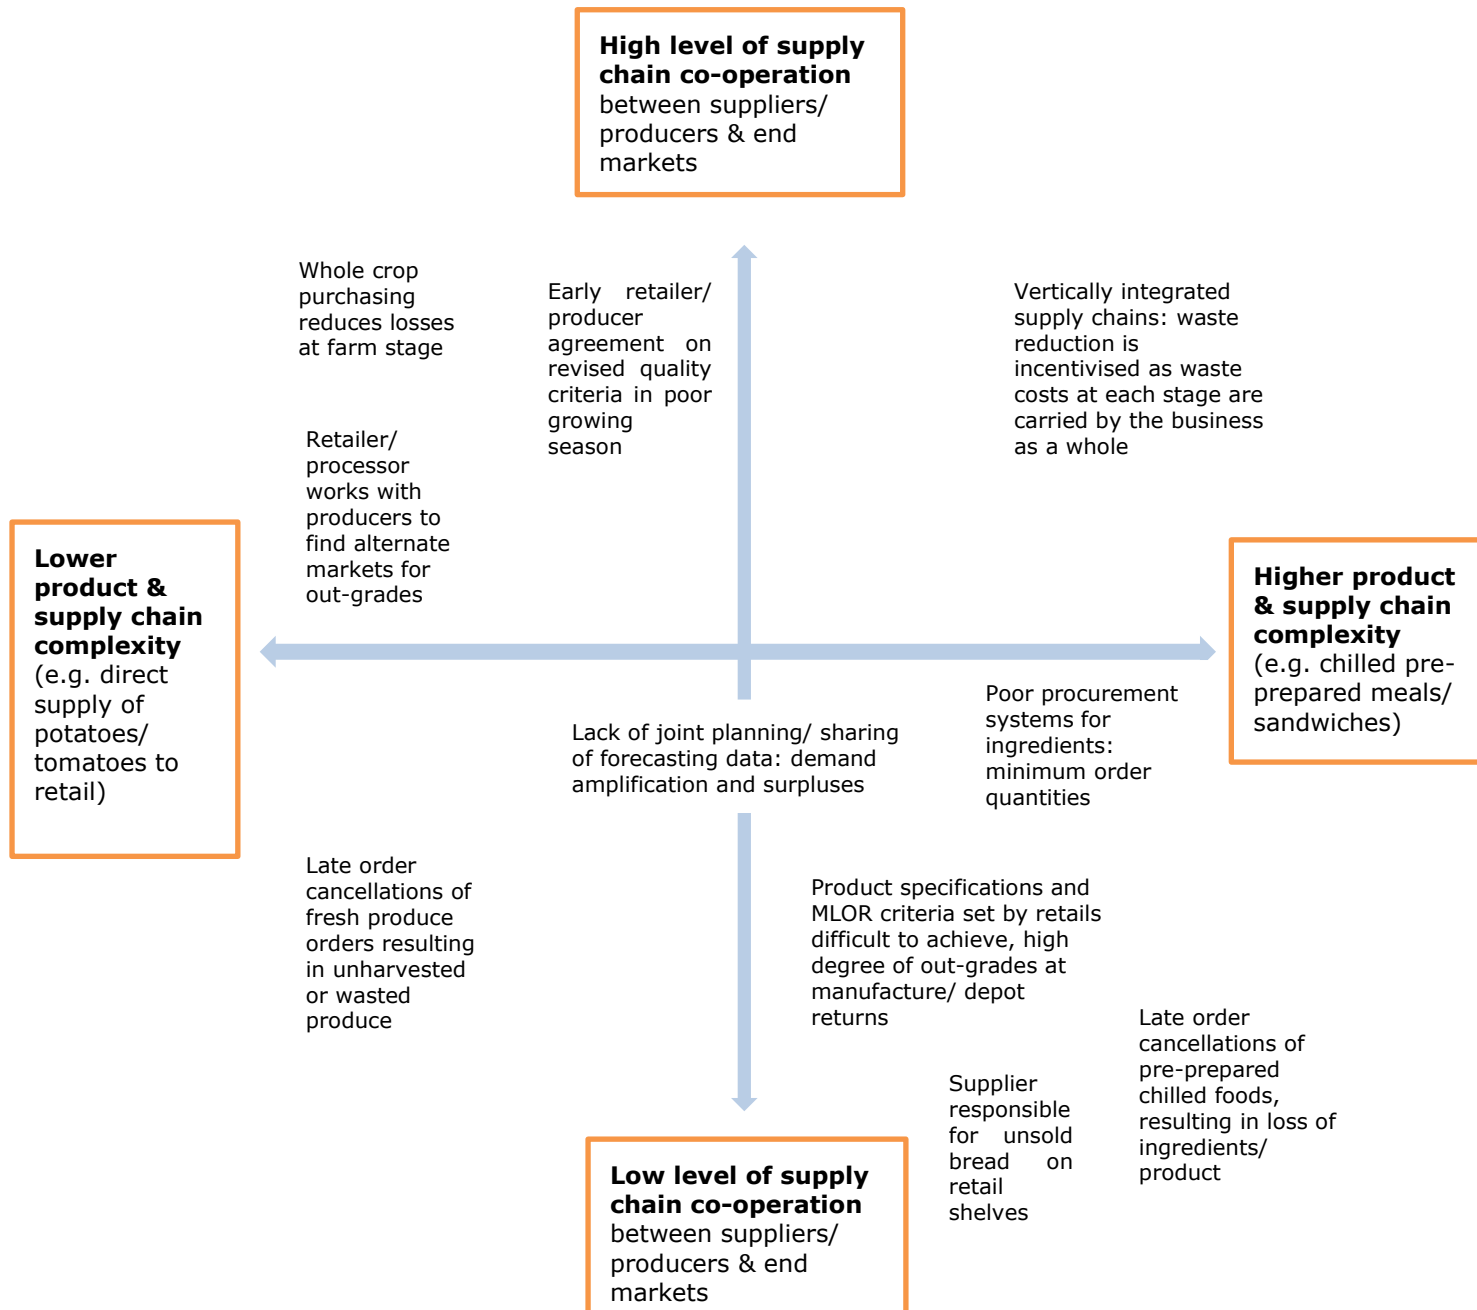 High level of supply
chain co-operation
between suppliers/
producers & end
markets
Whole crop
purchasing
reduces losses
at farm stage
Early retailer/
producer
agreement on
revised quality
criteria in poor
growing
season
Vertically integrated
supply chains: waste
reduction is
incentivised as waste
costs at each stage are
carried by the business
as a whole
Retailer/
processor
works with
producers to
find alternate
markets for
out-grades
Lower
product &
supply chain
complexity
(e.g. direct
supply of
potatoes/
tomatoes to
retail)
Higher product
& supply chain
complexity
(e.g. chilled pre-
prepared meals/
sandwiches)
Lack of joint planning/ sharing
of forecasting data: demand
amplification and surpluses
Poor procurement
systems for
ingredients:
minimum order
quantities
Late order
cancellations of
fresh produce
orders resulting
in unharvested
or wasted
produce
Product specifications and
MLOR criteria set by retails
difficult to achieve, high
degree of out-grades at
manufacture/ depot
returns
Supplier
responsible
for unsold
bread on
retail
shelves
Late order
cancellations of
pre-prepared
chilled foods,
resulting in loss of
ingredients/
product
Low level of supply
chain co-operation
between suppliers/
producers & end
markets